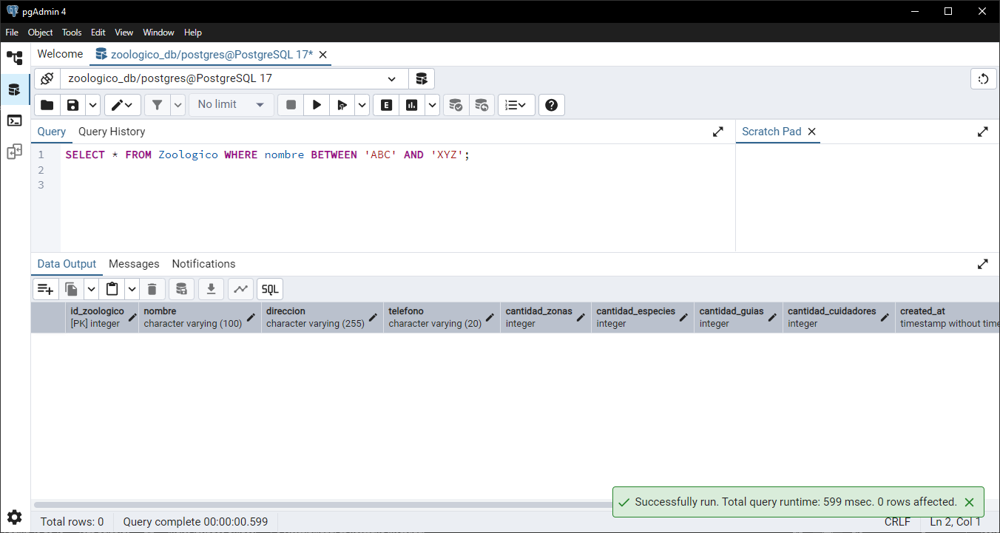 pgAdmin 4
File Object Tools Edit View Window Help
Welcome zoologico_db/postgres@PostgreSQL 17*
zoologico_db/postgres@PostgreSQL 17
No limit
E
Query Query History Scratch Pad
1 SELECT * FROM Zoologico WHERE nombre BETWEEN 'ABC' AND 'XYZ';
2
3
Data Output Messages Notifications
SQL
id_zoologico nombre direccion telefono cantidad_zonas cantidad_especies cantidad_guias cantidad_cuidadores created_at
[PK] integer character varying (100) character varying (255) character varying (20) integer integer integer integer timestamp without time
Successfully run. Total query runtime: 599 msec. 0 rows affected.
Total rows: 0 Query complete 00:00:00.599 CRLF Ln 2, Col 1